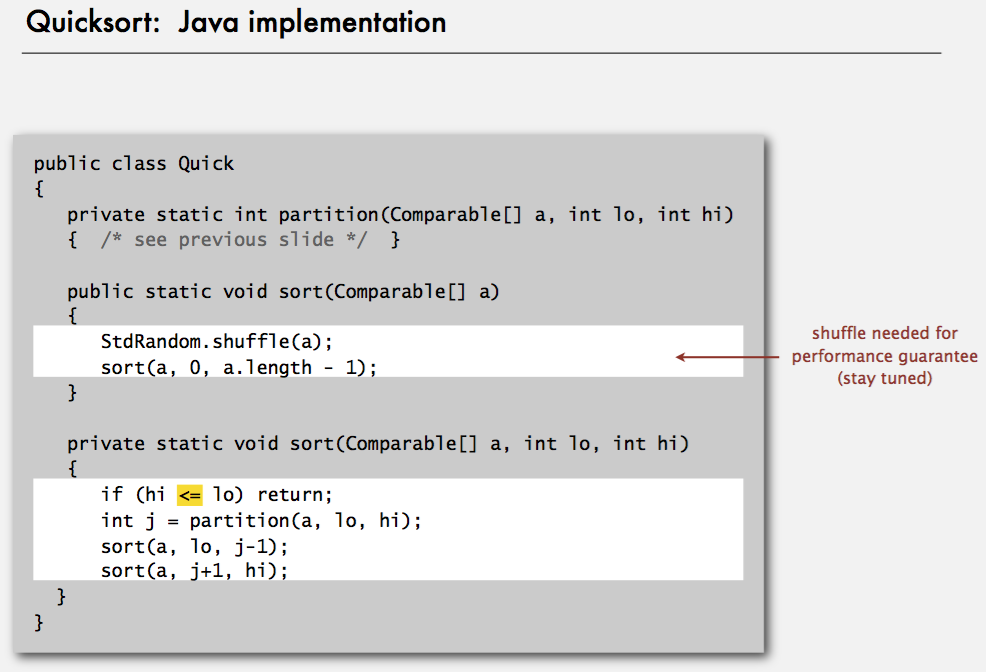 Quicksort:  Java implementation
public class Quick
{
   private static int partition(Comparable[] a, int lo, int hi)
   {  /* see previous slide */  }

   public static void sort(Comparable[] a)
   {
      StdRandom.shuffle(a);
      sort(a, 0, a.length - 1);
   }

   private static void sort(Comparable[] a, int lo, int hi)
   {
      if (hi <= lo) return;
      int j = partition(a, lo, hi);
      sort(a, lo, j-1);
      sort(a, j+1, hi);
  }
}
shuffle needed for
performance guarantee
(stay tuned)